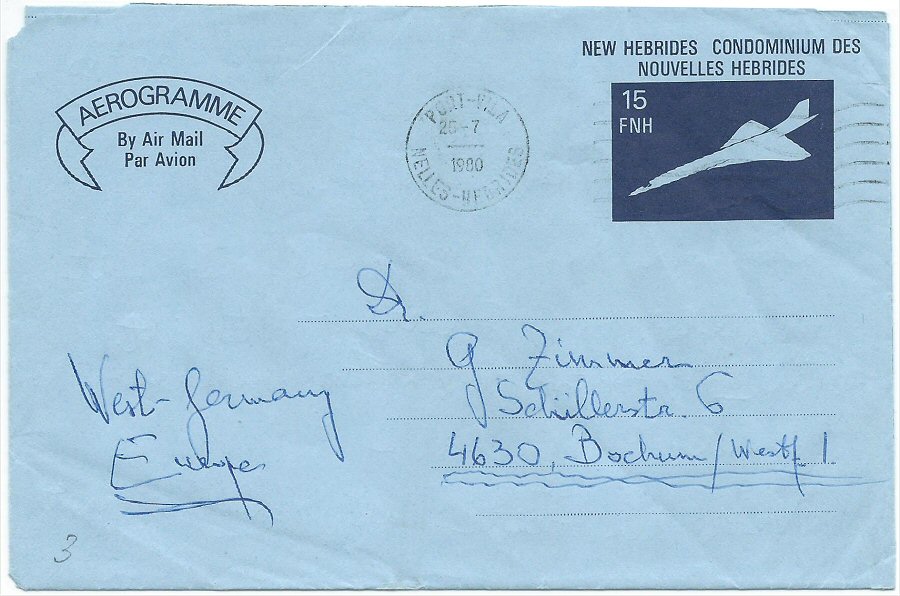 NEW HEBRIDES CONDOMINIUM DES
NOUVELLES HEBRIDES
AEROGRAMME
By Air Mail
Par Avion
PORT-VILA
25-7
1980
NELLES-HEBRIDES
15
FNH
Dr.
G Zimmer
Schillerstr. 6
4630, Bochum/Westf 1.
West-Germany
Europe
3